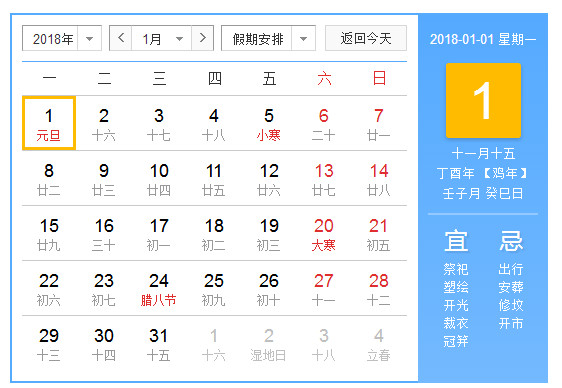 2018年 1月 假期安排 返回今天
一 二 三 四 五 六 日
1 2 3 4 5 6 7
元旦 十六 十七 十八 小寒 二十 廿一
8 9 10 11 12 13 14
廿二 廿三 廿四 廿五 廿六 廿七 廿八
15 16 17 18 19 20 21
廿九 三十 初一 初二 初三 大寒 初五
22 23 24 25 26 27 28
初六 初七 腊八节 初九 初十 十一 十二
29 30 31 1 2 3 4
十三 十四 十五 十六 湿地日 十八 立春
2018-01-01 星期一
1
十一月十五
丁酉年 【鸡年】
壬子月 癸巳日
宜 忌
祭祀 出行
塑绘 安葬
开光 修坟
裁衣 开市
冠笄